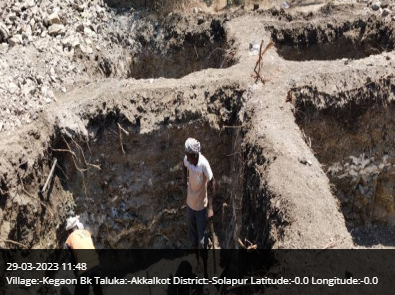 29-03-2023 11:48
Village:-Kegaon Bk Taluka:-Akkalkot District:-Solapur Latitude:-0.0 Longitude:-0.0